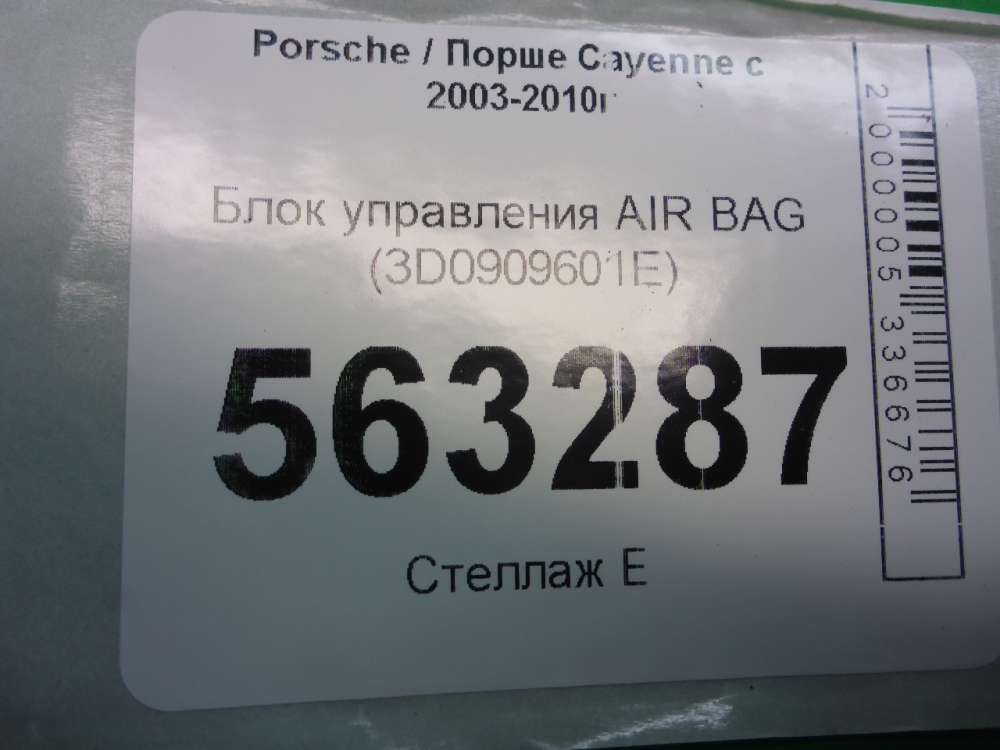 Porsche / Порше Cayenne с
2003-2010г
Блок управления AIR BAG
(3D0909601E)
563287
Стеллаж Е
2000005336676